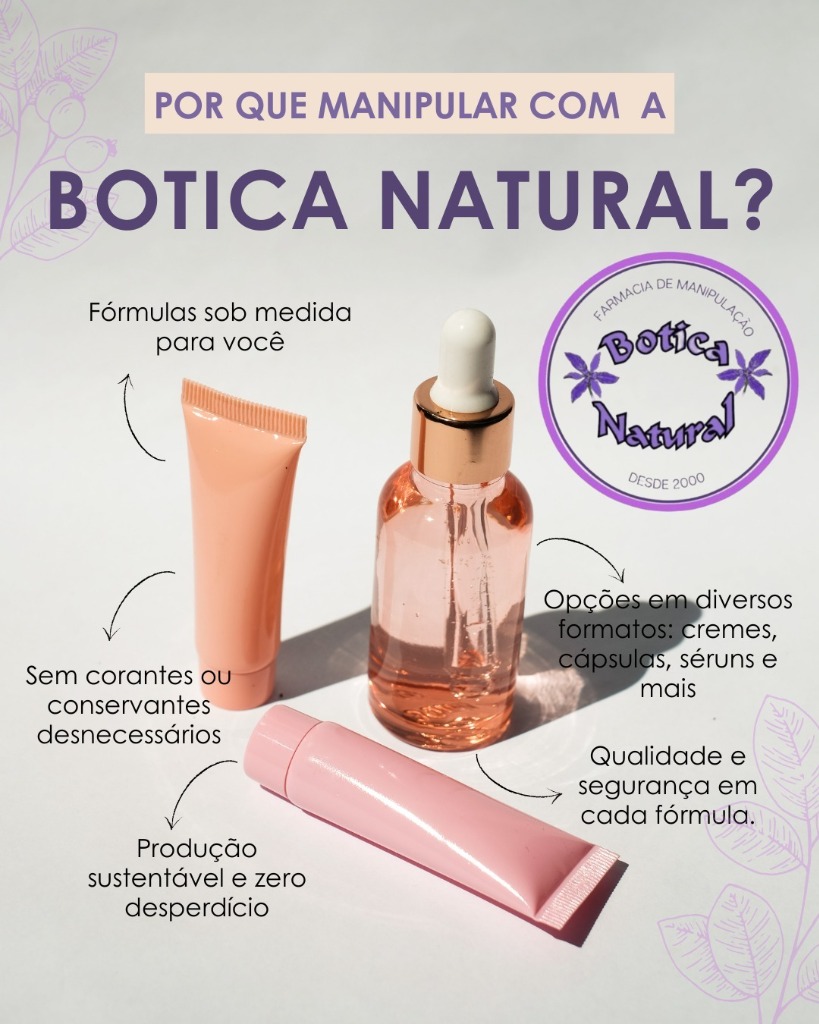 POR QUE MANIPULAR COM A
BOTICA NATURAL?
FARMACIA DE MANIPULAÇÃO
Botica
Natural
DESDE 2000
Fórmulas sob medida
para você
Opções em diversos
formatos: cremes,
cápsulas, séruns e
mais
Sem corantes ou
conservantes
desnecessários
Qualidade e
segurança em
cada fórmula.
Produção
sustentável e zero
desperdício